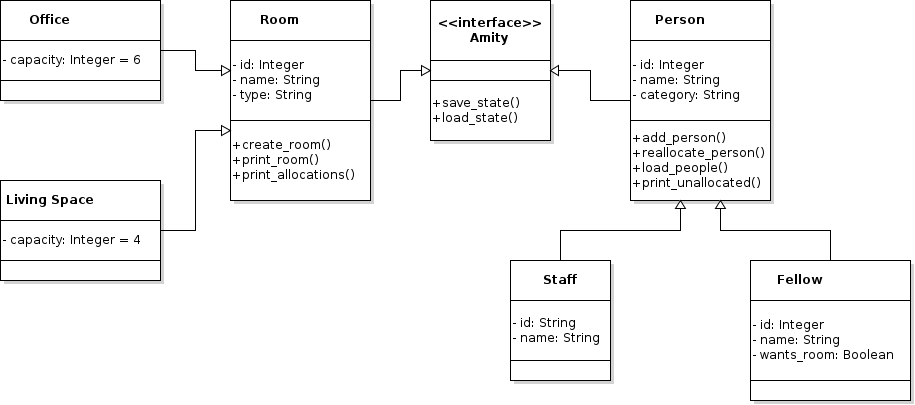 Office
- capacity: Integer = 6
Living Space
- capacity: Integer = 4
Room
- id: Integer
- name: String
- type: String
+create_room()
+print_room()
+print_allocations()
<<interface>>
Amity
+save_state()
+load_state()
Person
- id: Integer
- name: String
- category: String
+add_person()
+reallocate_person()
+load_people()
+print_unallocated()
Staff
- id: String
- name: String
Fellow
- id: Integer
- name: String
- wants_room: Boolean